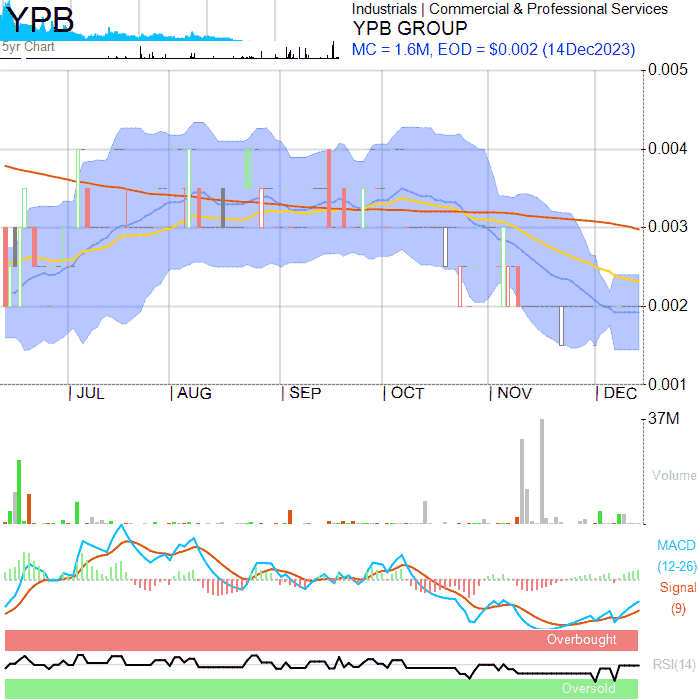 YPB
5yr Chart
Industrials | Commercial & Professional Services
YPB GROUP
MC = 1.6M, EOD = $0.002 (14Dec2023)
0.005
0.004
0.003
0.002
0.001
JUL AUG SEP OCT NOV DEC
37M
Volume
MACD
(12-26)
Signal
(9)
Overbought
RSI(14)
Oversold